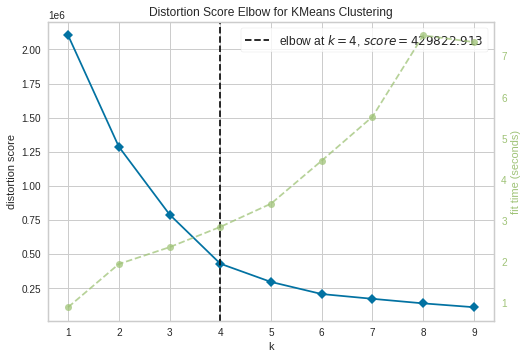 Distortion Score Elbow for KMeans Clustering
1e6
elbow at k = 4, score = 429822.913
2.00
1.75
1.50
1.25
1.00
0.75
0.50
0.25
distortion score
7
6
5
4
3
2
1
fit time (seconds)
1 2 3 4 5 6 7 8 9
k